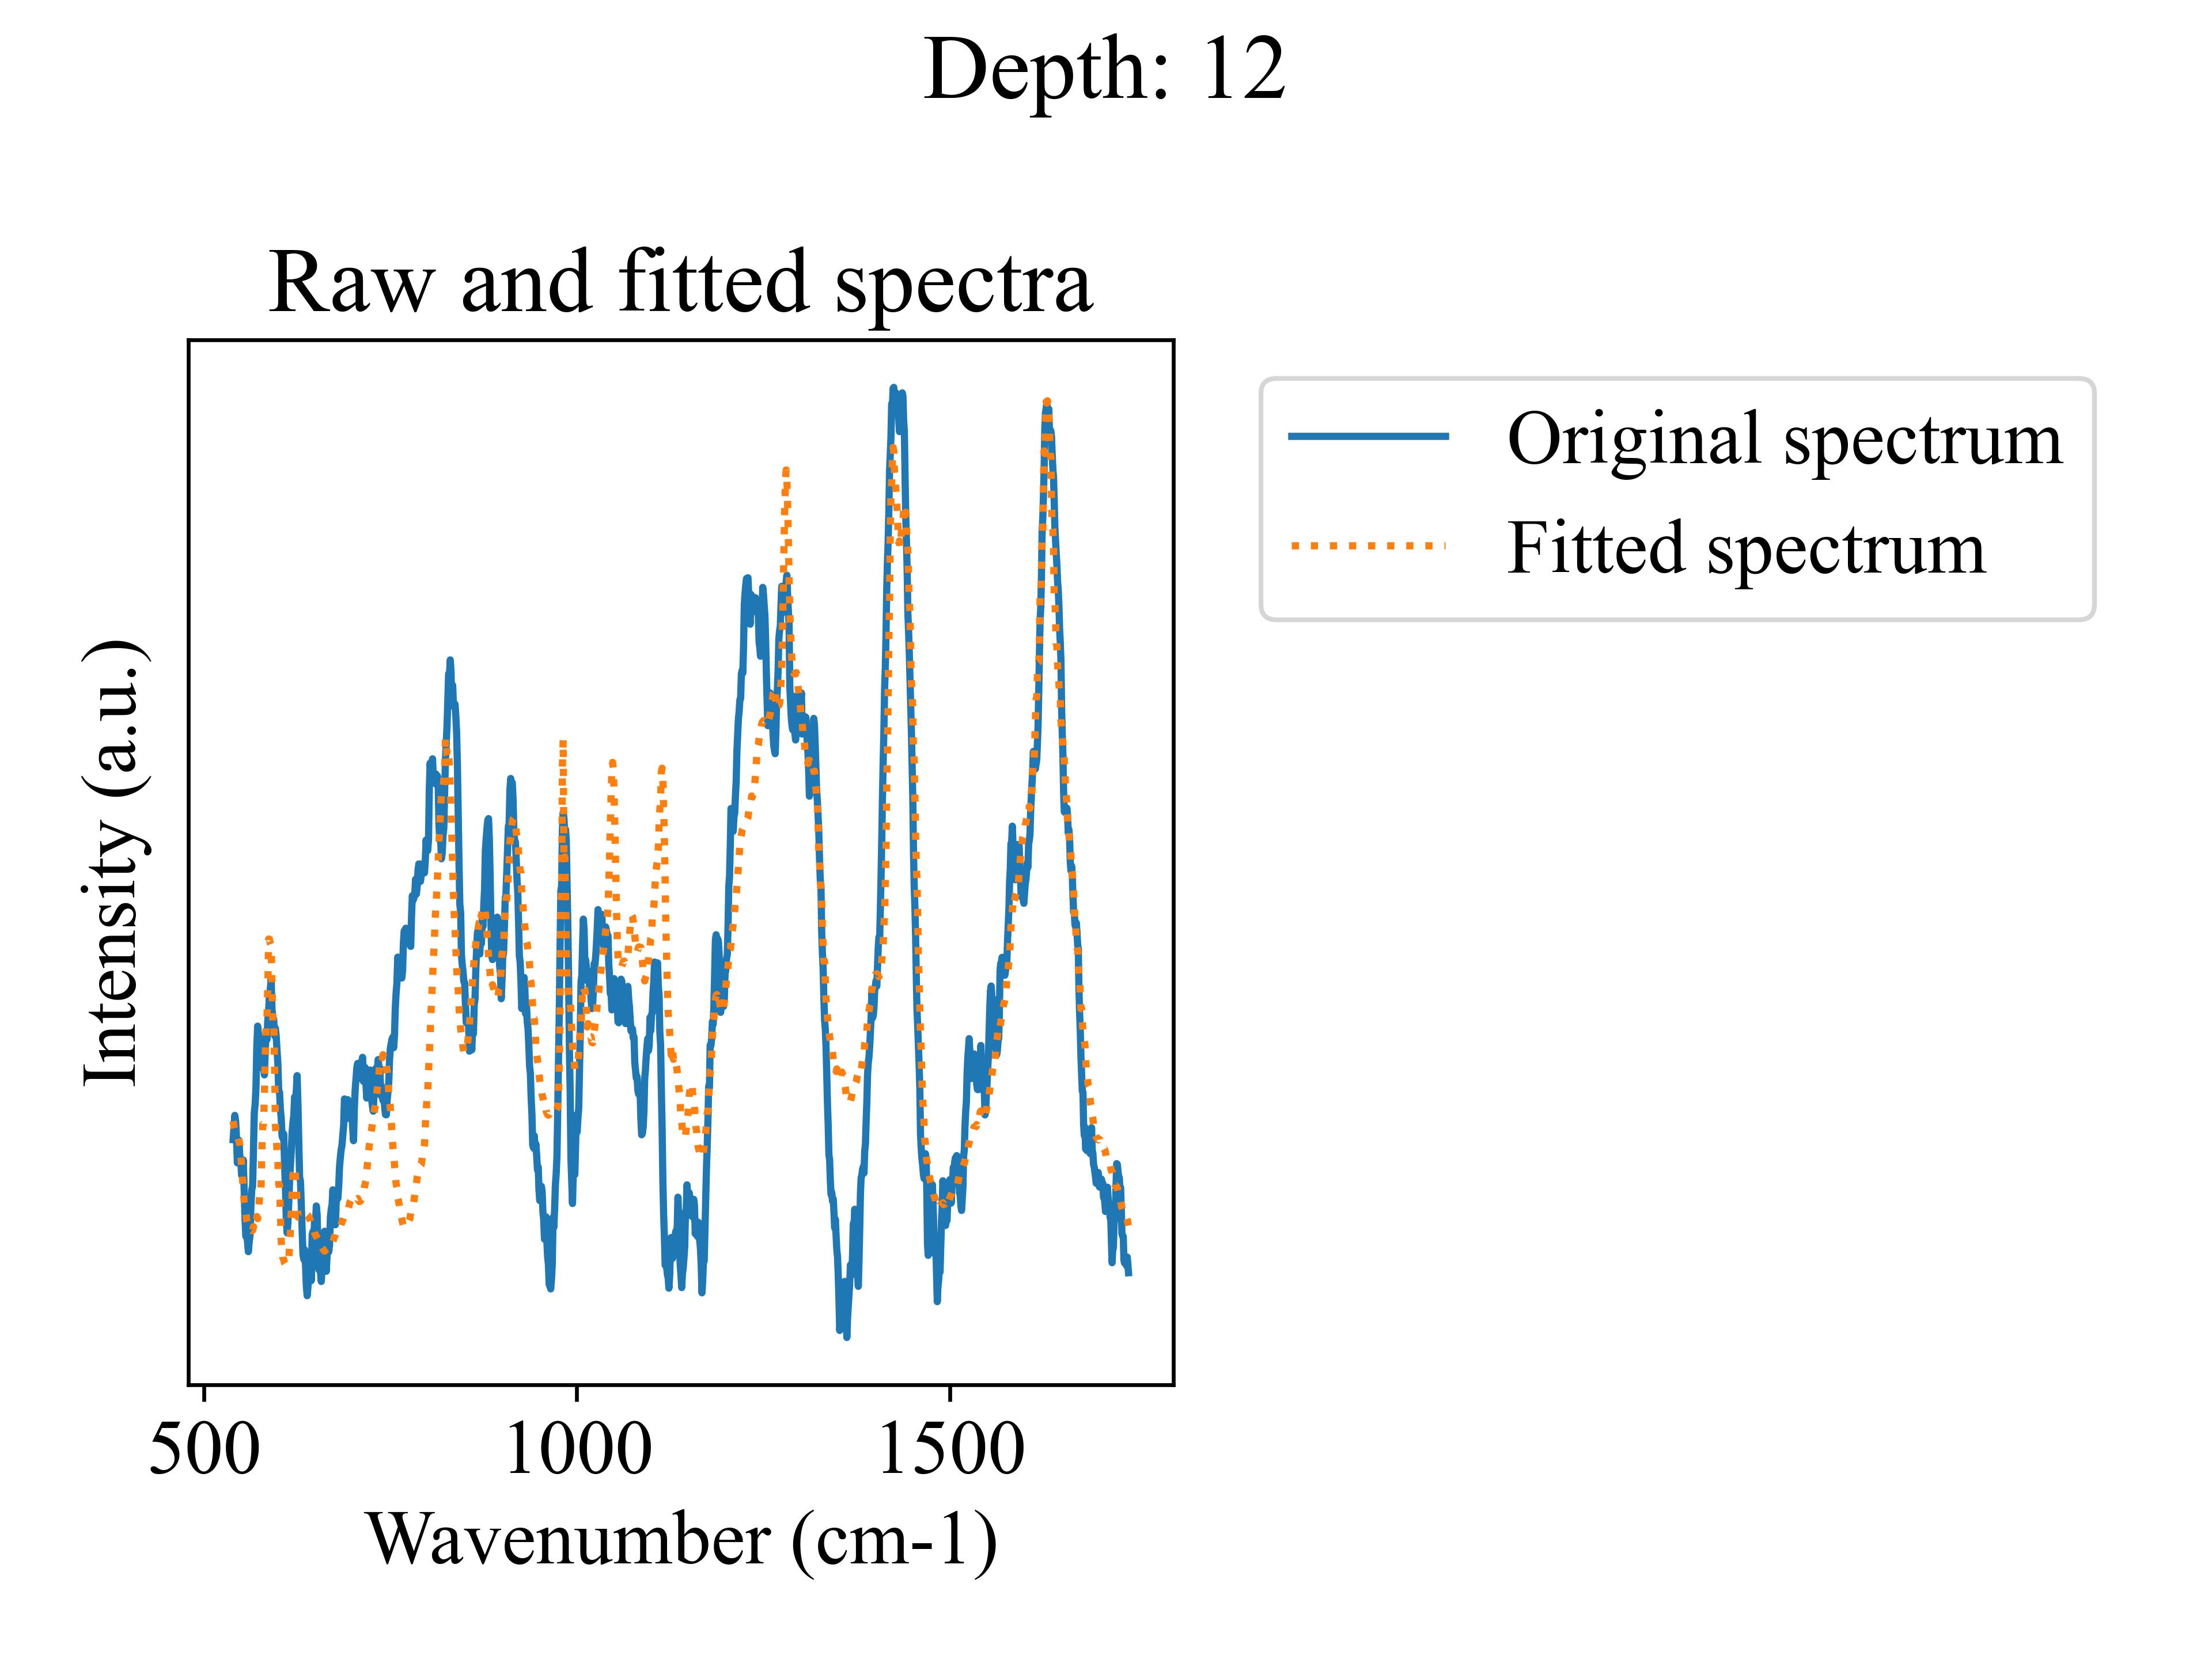 Depth: 12
Raw and fitted spectra
Original spectrum
Fitted spectrum
Intensity (a.u.)
500 1000 1500
Wavenumber (cm-1)